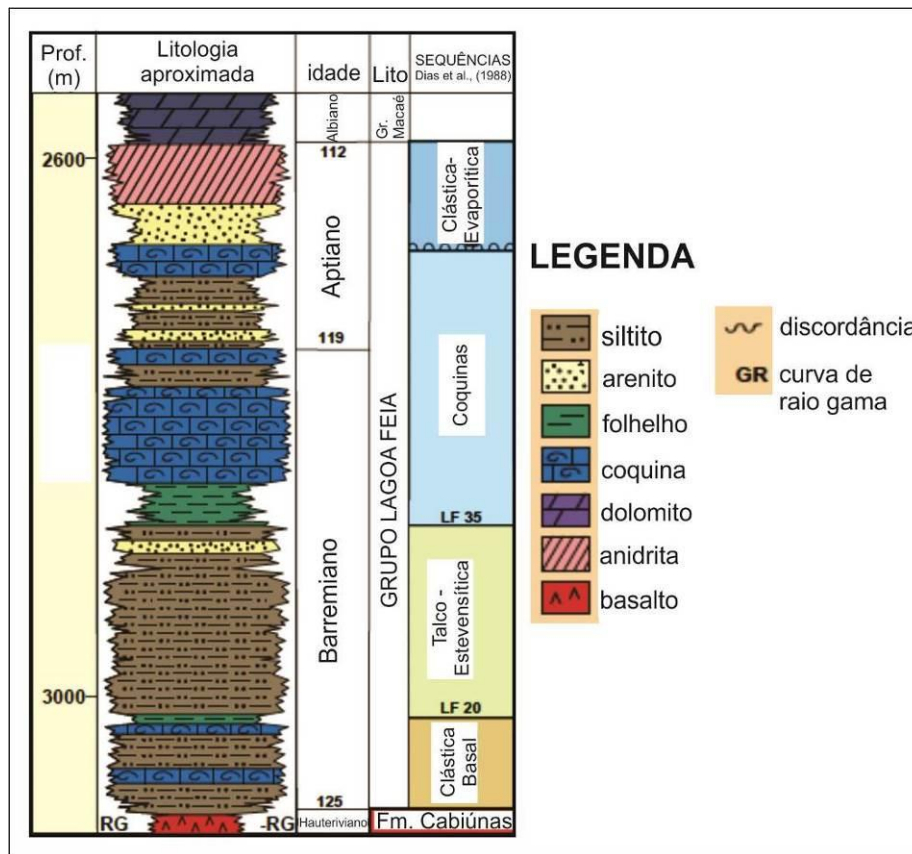 Prof.
(m)
Litologia
aproximada
idade
Lito
SEQUÊNCIAS
Dias et al., (1988)
Albiano
Gr. Macaé
2600
112
Clástica-
Evaporítica
Aptiano
119
Coquinas
GRUPO LAGOA FEIA
LF 35
Barremiano
Talco -
Estevensítica
3000
LF 20
Clástica
Basal
125
RG
-RG
Hauteriviano
Fm. Cabiúnas
LEGENDA
siltito
arenito
folhelho
coquina
dolomito
anidrita
basalto
discordância
GR
curva de
raio gama